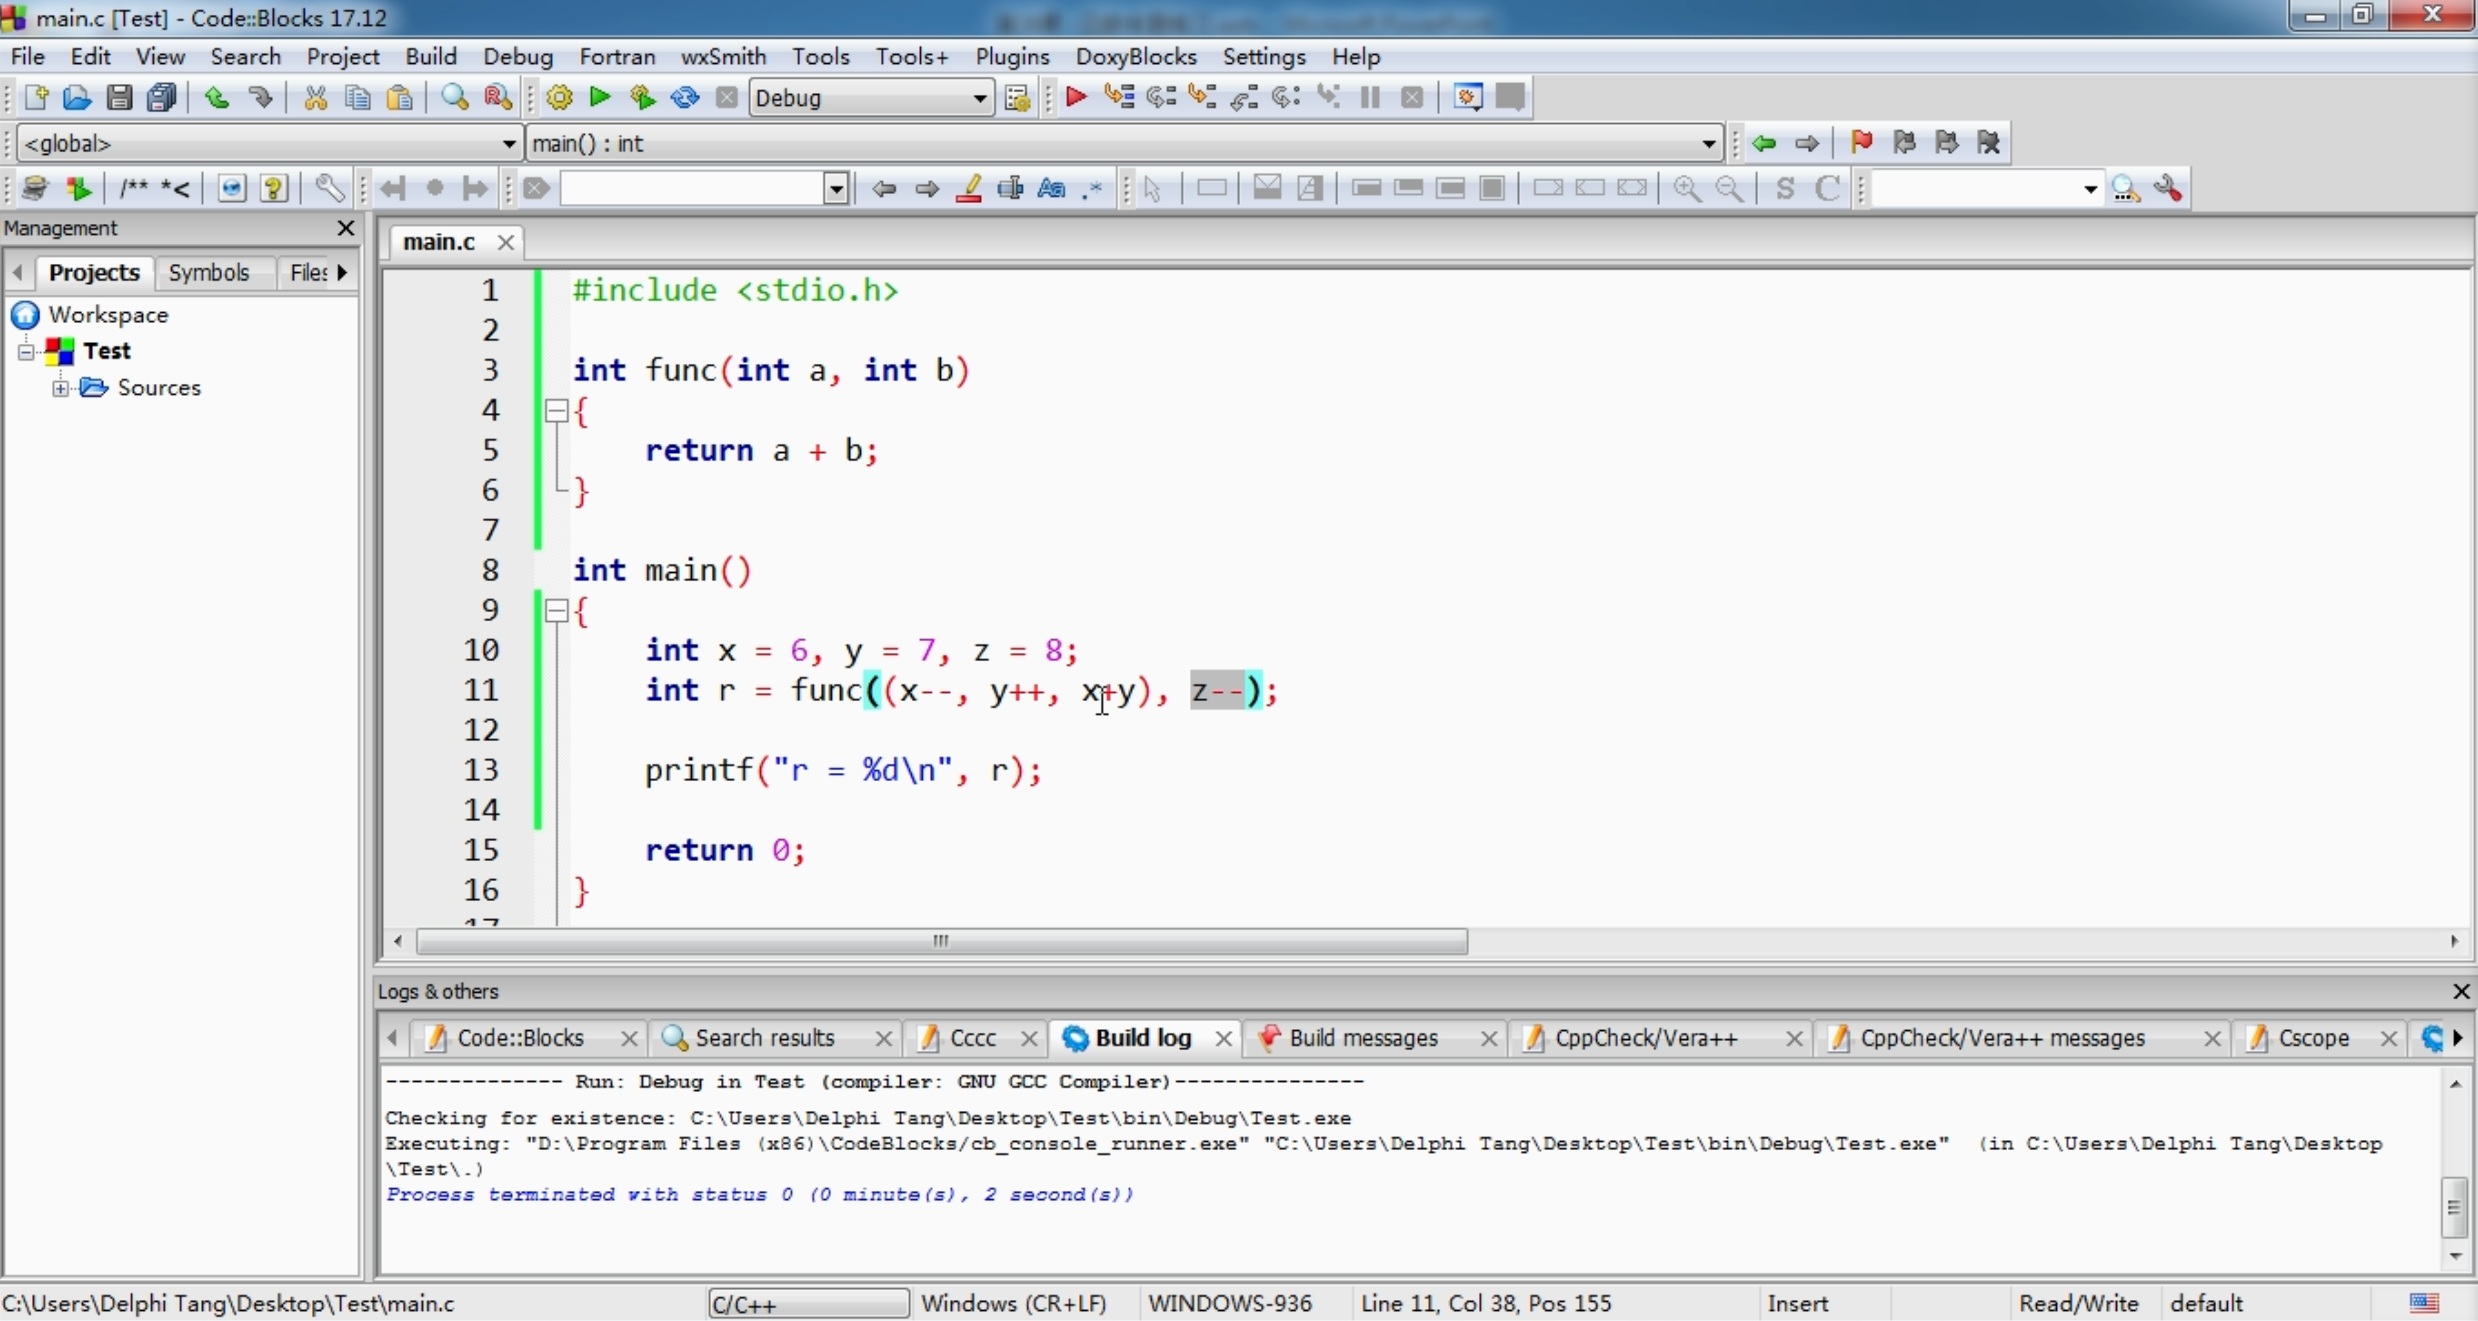 main.c [Test] - Code::Blocks 17.12
File Edit View Search Project Build Debug Fortran wxSmith Tools Tools+ Plugins DoxyBlocks Settings Help
Debug
<global> main() : int
/** *< S C
Management
Projects Symbols Files
Workspace
Test
Sources
main.c
1 #include <stdio.h>
2
3 int func(int a, int b)
4 {
5 return a + b;
6 }
7
8 int main()
9 {
10 int x = 6, y = 7, z = 8;
11 int r = func((x--, y++, x+y), z--);
12
13 printf("r = %d\n", r);
14
15 return 0;
16 }
17
Logs & others
Code::Blocks Search results Cccc Build log Build messages CppCheck/Vera++ CppCheck/Vera++ messages Cscope
-------------- Run: Debug in Test (compiler: GNU GCC Compiler)---------------
Checking for existence: C:\Users\Delphi Tang\Desktop\Test\bin\Debug\Test.exe
Executing: "D:\Program Files (x86)\CodeBlocks/cb_console_runner.exe" "C:\Users\Delphi Tang\Desktop\Test\bin\Debug\Test.exe"  (in C:\Users\Delphi Tang\Desktop
\Test\.)
Process terminated with status 0 (0 minute(s), 2 second(s))
C:\Users\Delphi Tang\Desktop\Test\main.c C/C++ Windows (CR+LF) WINDOWS-936 Line 11, Col 38, Pos 155 Insert Read/Write default